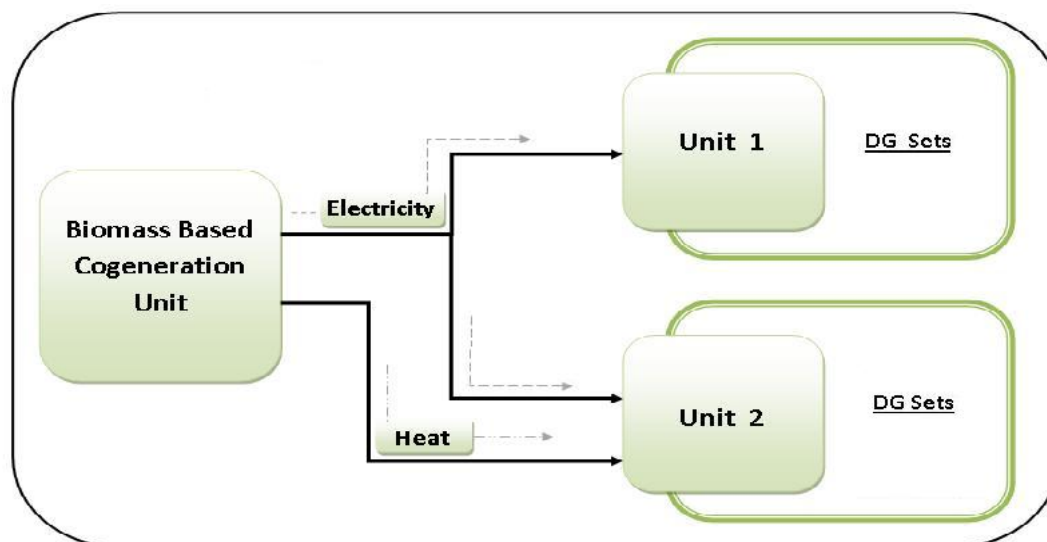 Biomass Based
Cogeneration
Unit
Electricity
Heat
Unit 1
DG Sets
Unit 2
DG Sets